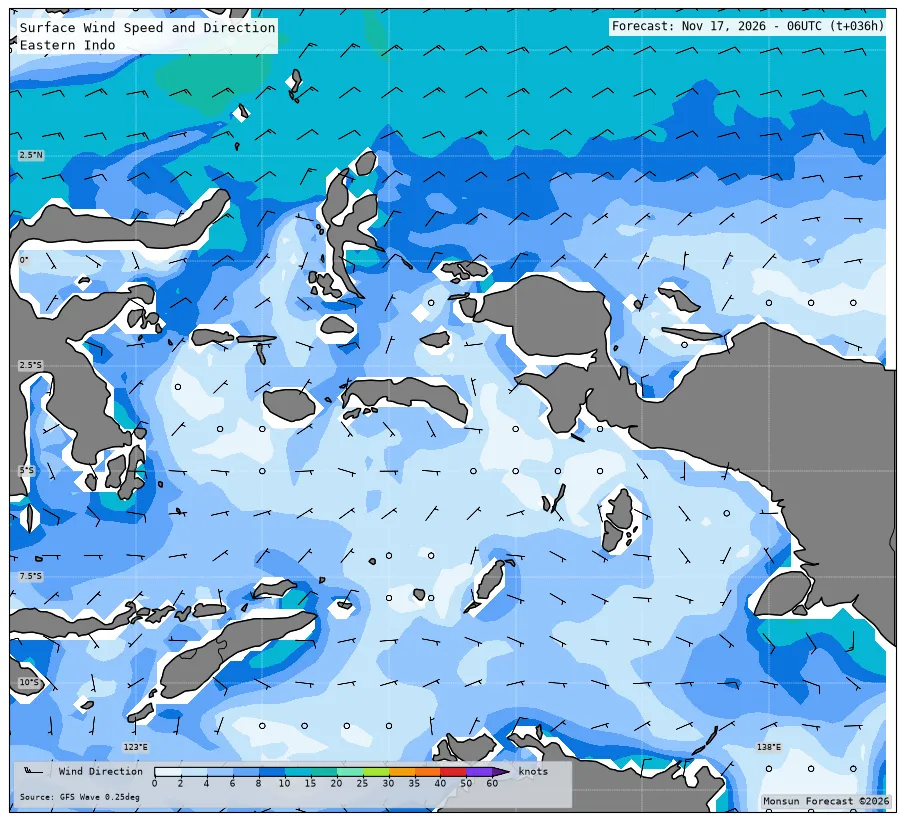 Surface Wind Speed and Direction
Eastern Indo
Forecast: Nov 17, 2026 - 06UTC (t+036h)
2.5°N
0°
2.5°S
5°S
7.5°S
10°S
123°E
138°E
Wind Direction
knots
0 2 4 6 8 10 15 20 25 30 35 40 50 60
Source: GFS Wave 0.25deg
Monsun Forecast ©2026